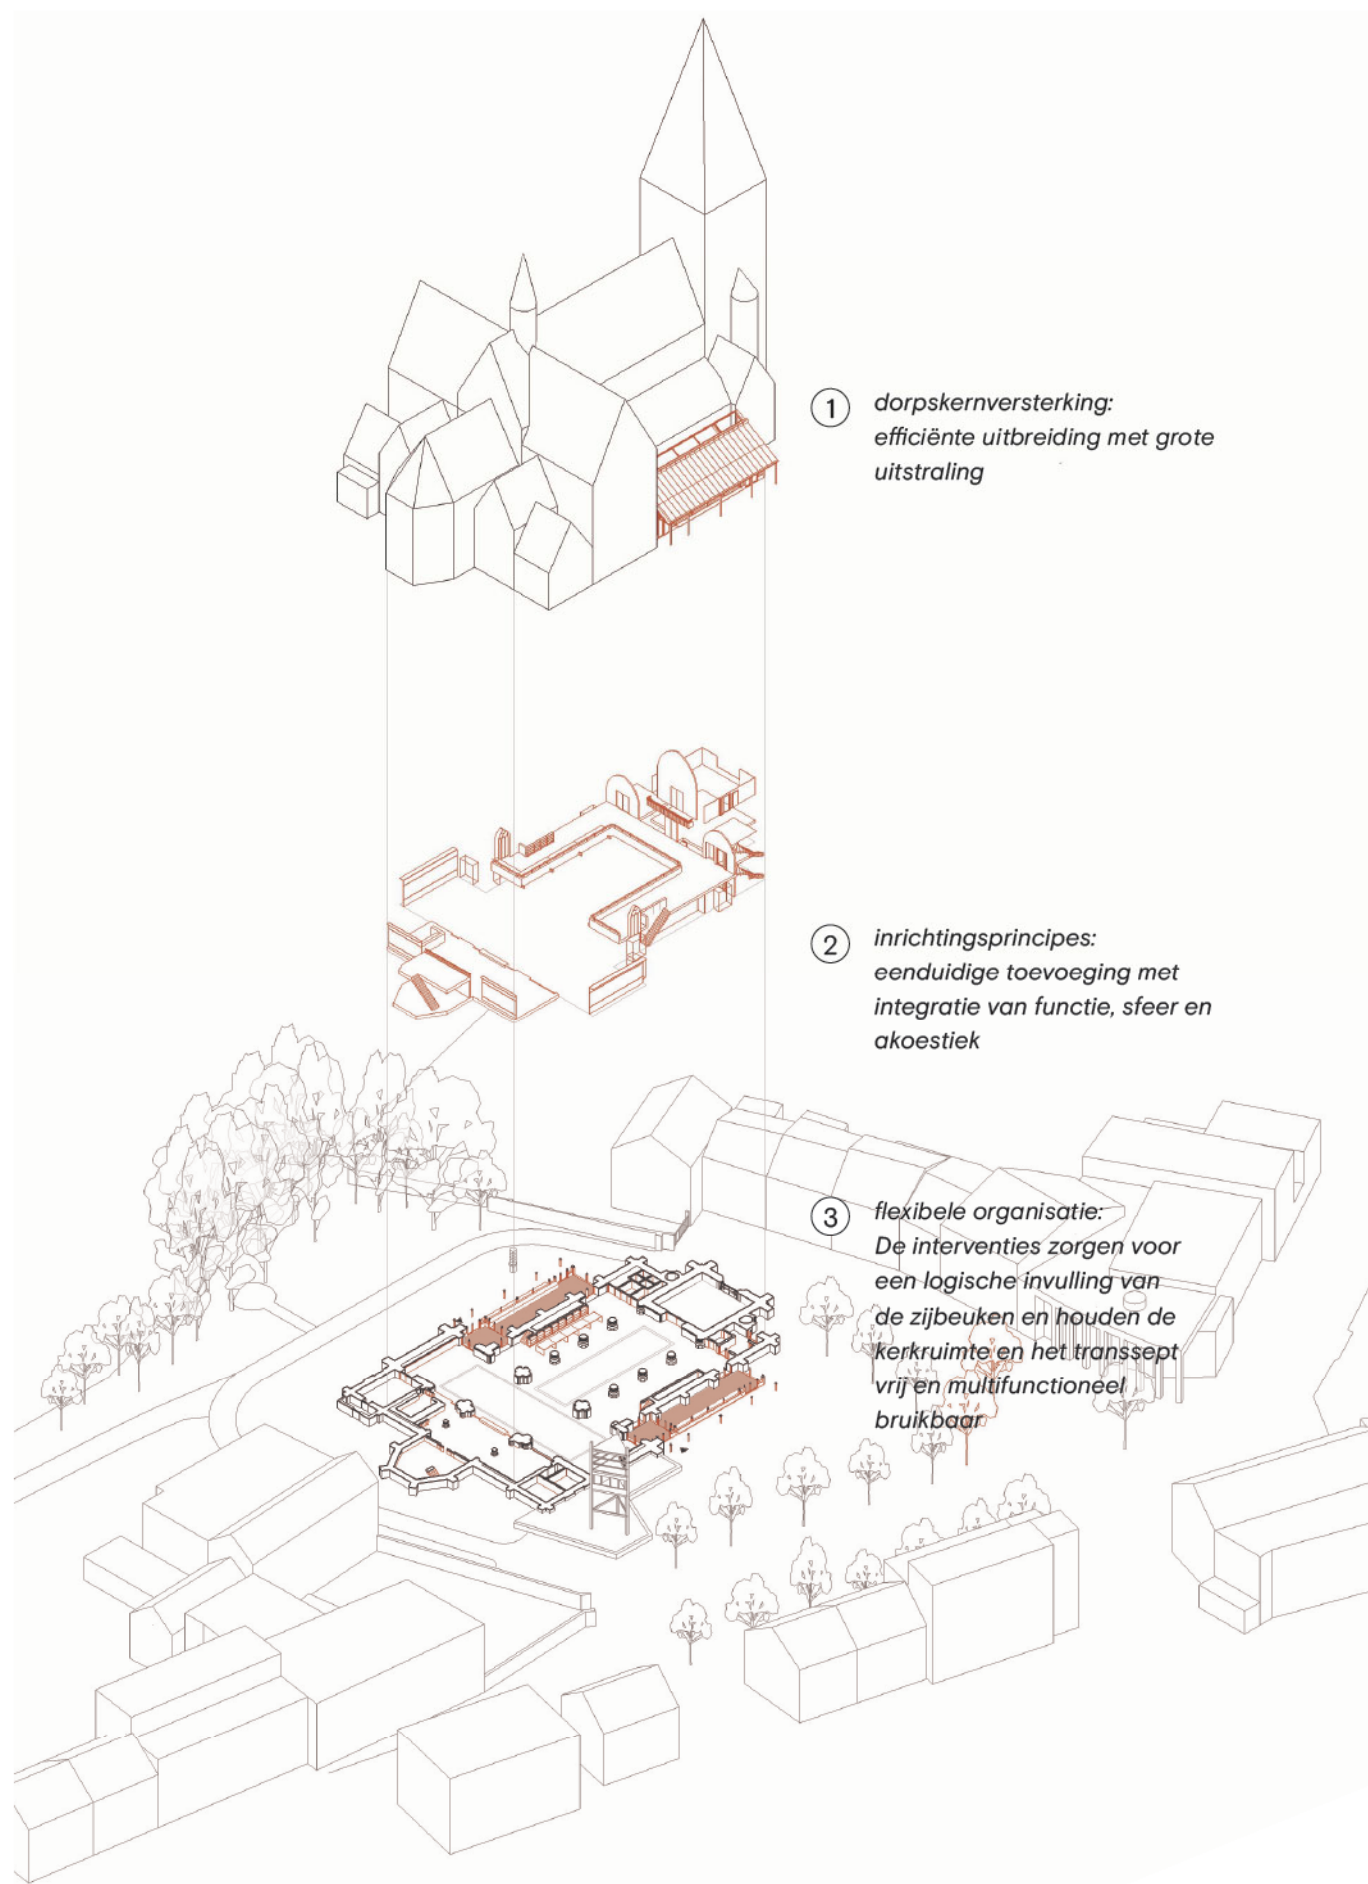 1 dorpskernversterking:
efficiënte uitbreiding met grote
uitstraling
2 inrichtingsprincipes:
eenduidige toevoeging met
integratie van functie, sfeer en
akoestiek
3 flexibele organisatie:
De interventies zorgen voor
een logische invulling van
de zijbeuken en houden de
kerkruimte en het transsept
vrij en multifunctioneel
bruikbaar